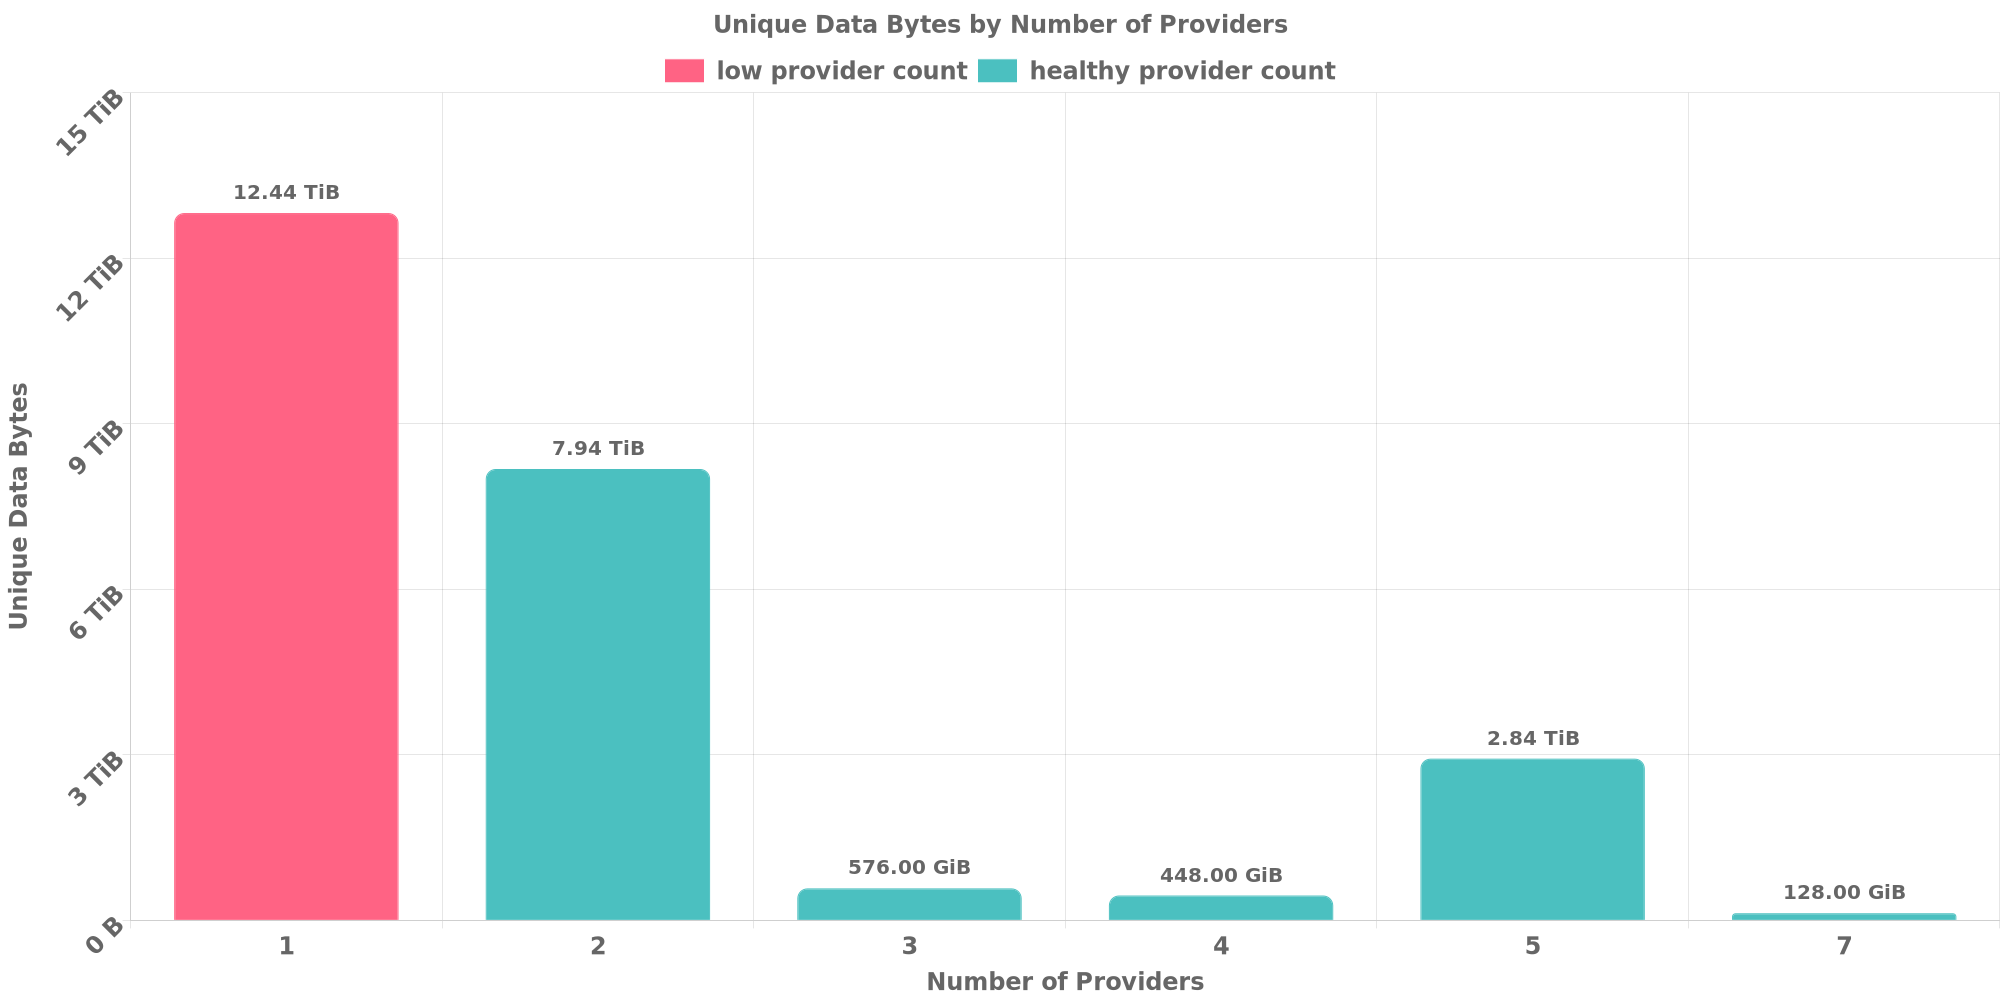 Unique Data Bytes by Number of Providers
low provider count healthy provider count
15 TiB
12 TiB
9 TiB
6 TiB
3 TiB
0 B
Unique Data Bytes
12.44 TiB
7.94 TiB
576.00 GiB
448.00 GiB
2.84 TiB
128.00 GiB
1 2 3 4 5 7
Number of Providers